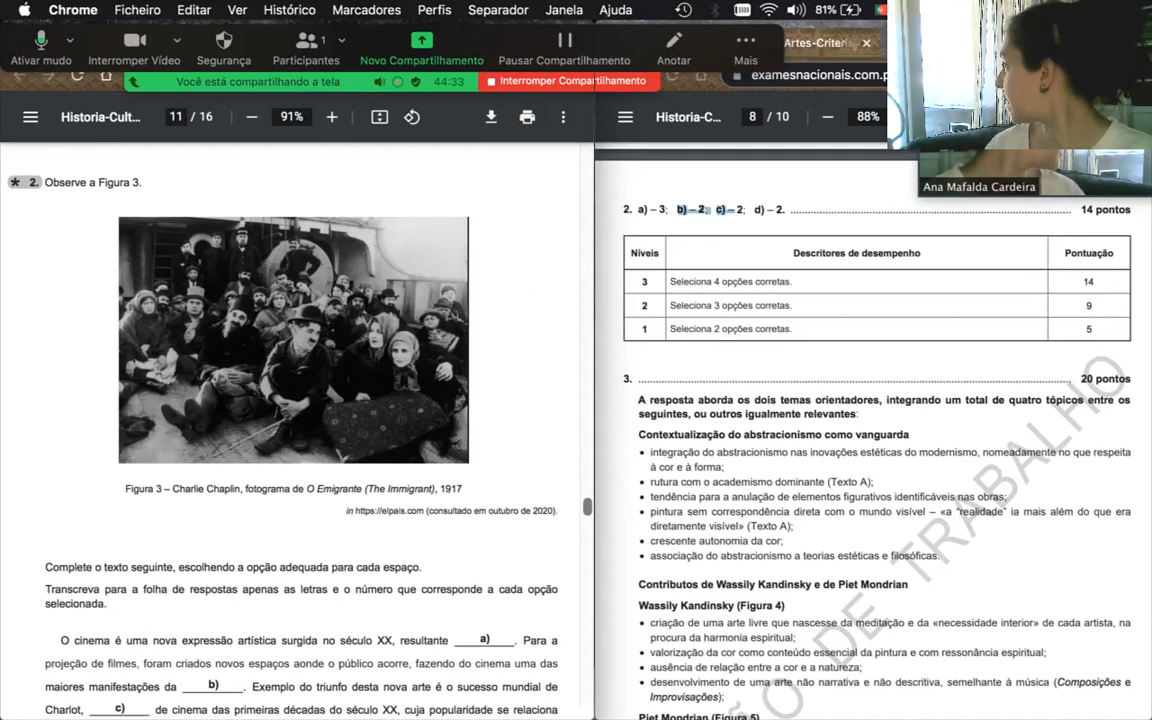 Chrome Ficheiro Editar Ver Histórico Marcadores Perfis Separador Janela Ajuda 81%
Ativar mudo Interromper Vídeo Segurança Participantes 1 Novo Compartilhamento Pausar Compartilhamento Anotar Mais
Artes-Criteri
Você está compartilhando a tela 44:33 Interromper Compartilhamento
examesnacionais.com.p
Historia-Cult... 11 / 16 91%
Historia-C... 8 / 10 88%
Ana Mafalda Cardeira
* 2. Observe a Figura 3.
Figura 3 – Charlie Chaplin, fotograma de O Emigrante (The Immigrant), 1917
in https://elpais.com (consultado em outubro de 2020).
Complete o texto seguinte, escolhendo a opção adequada para cada espaço.
Transcreva para a folha de respostas apenas as letras e o número que corresponde a cada opção
selecionada.
O cinema é uma nova expressão artística surgida no século XX, resultante a) . Para a
projeção de filmes, foram criados novos espaços aonde o público acorre, fazendo do cinema uma das
maiores manifestações da b) . Exemplo do triunfo desta nova arte é o sucesso mundial de
Charlot, c) de cinema das primeiras décadas do século XX, cuja popularidade se relaciona
2. a) – 3; b) – 2; c) – 2; d) – 2. 14 pontos
Níveis Descritores de desempenho Pontuação
3 Seleciona 4 opções corretas. 14
2 Seleciona 3 opções corretas. 9
1 Seleciona 2 opções corretas. 5
3. 20 pontos
A resposta aborda os dois temas orientadores, integrando um total de quatro tópicos entre os
seguintes, ou outros igualmente relevantes:
Contextualização do abstracionismo como vanguarda
• integração do abstracionismo nas inovações estéticas do modernismo, nomeadamente no que respeita
à cor e à forma;
• rutura com o academismo dominante (Texto A);
• tendência para a anulação de elementos figurativos identificáveis nas obras;
• pintura sem correspondência direta com o mundo visível – «a "realidade" ia mais além do que era
diretamente visível» (Texto A);
• crescente autonomia da cor;
• associação do abstracionismo a teorias estéticas e filosóficas.
Contributos de Wassily Kandinsky e de Piet Mondrian
Wassily Kandinsky (Figura 4)
• criação de uma arte livre que nascesse da meditação e da «necessidade interior» de cada artista, na
procura da harmonia espiritual;
• valorização da cor como conteúdo essencial da pintura e com ressonância espiritual;
• ausência de relação entre a cor e a natureza;
• desenvolvimento de uma arte não narrativa e não descritiva, semelhante à música (Composições e
Improvisações);
Piet Mondrian (Figura 5)
O DE TRABALHO